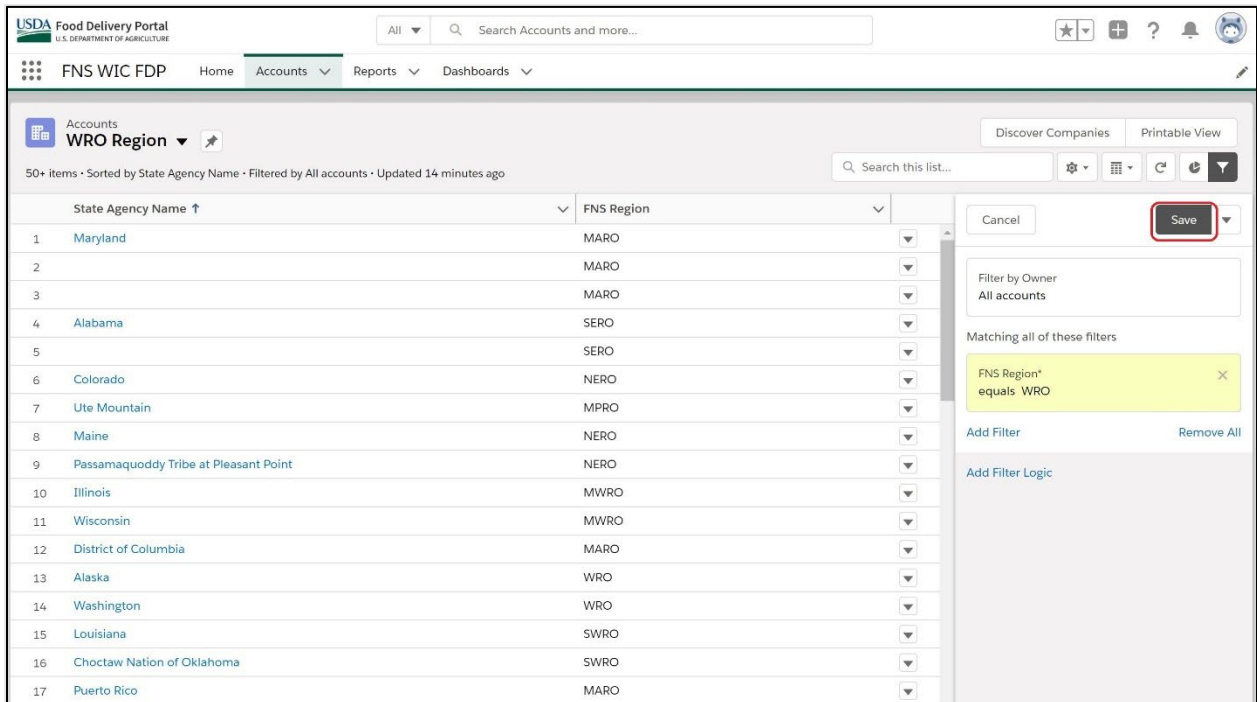 USDA Food Delivery Portal
U.S. DEPARTMENT OF AGRICULTURE
All Search Accounts and more...
FNS WIC FDP Home Accounts Reports Dashboards
Accounts
WRO Region
Discover Companies Printable View
50+ items • Sorted by State Agency Name • Filtered by All accounts • Updated 14 minutes ago
Search this list...
State Agency Name ↑ FNS Region
1 Maryland MARO
2 MARO
3 MARO
4 Alabama SERO
5 SERO
6 Colorado NERO
7 Ute Mountain MPRO
8 Maine NERO
9 Passamaquoddy Tribe at Pleasant Point NERO
10 Illinois MWRO
11 Wisconsin MWRO
12 District of Columbia MARO
13 Alaska WRO
14 Washington WRO
15 Louisiana SWRO
16 Choctaw Nation of Oklahoma SWRO
17 Puerto Rico MARO
Cancel Save
Filter by Owner
All accounts
Matching all of these filters
FNS Region*
equals WRO
Add Filter Remove All
Add Filter Logic